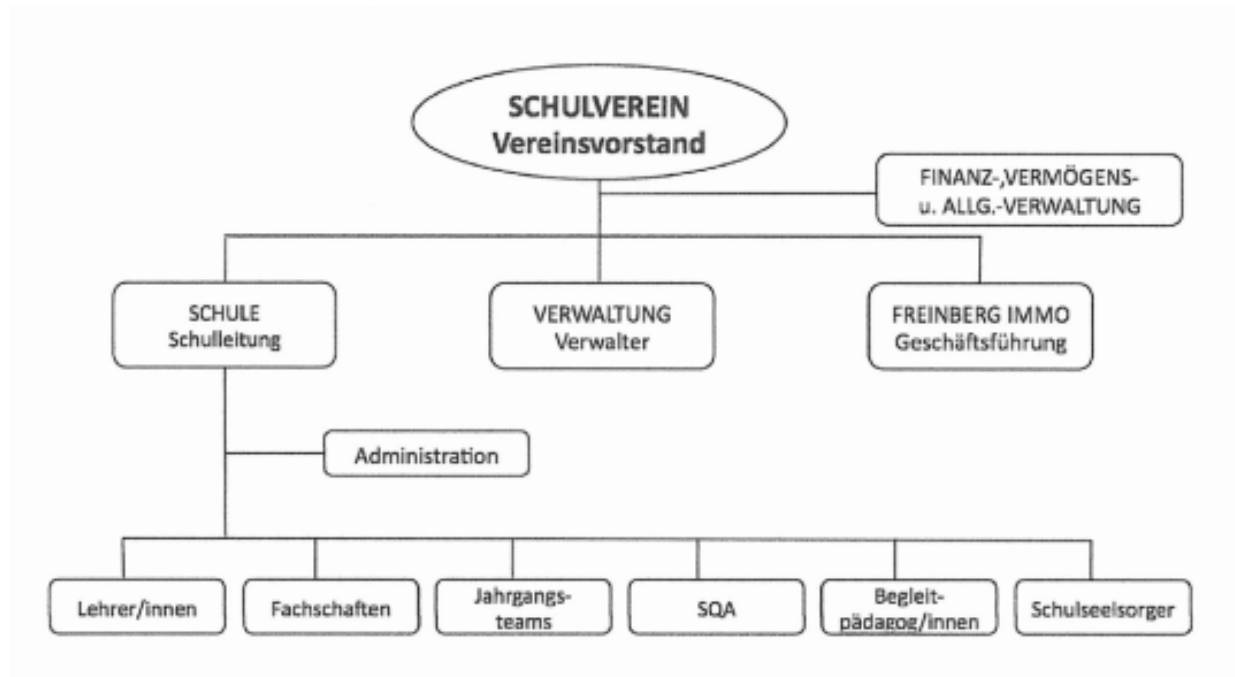 SCHULVEREIN
Vereinsvorstand
FINANZ-,VERMÖGENS-
u. ALLG.-VERWALTUNG
SCHULE
Schulleitung
VERWALTUNG
Verwalter
FREINBERG IMMO
Geschäftsführung
Administration
Lehrer/innen
Fachschaften
Jahrgangs-
teams
SQA
Begleit-
pädagog/innen
Schulseelsorger